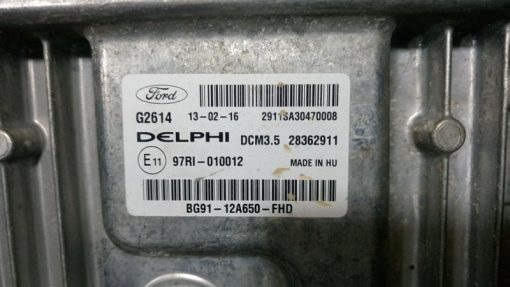 Ford
G2614 13-02-16 2911SA30470008
DELPHI DCM3.5 28362911
E11 97RI-010012 MADE IN HU
BG91-12A650-FHD